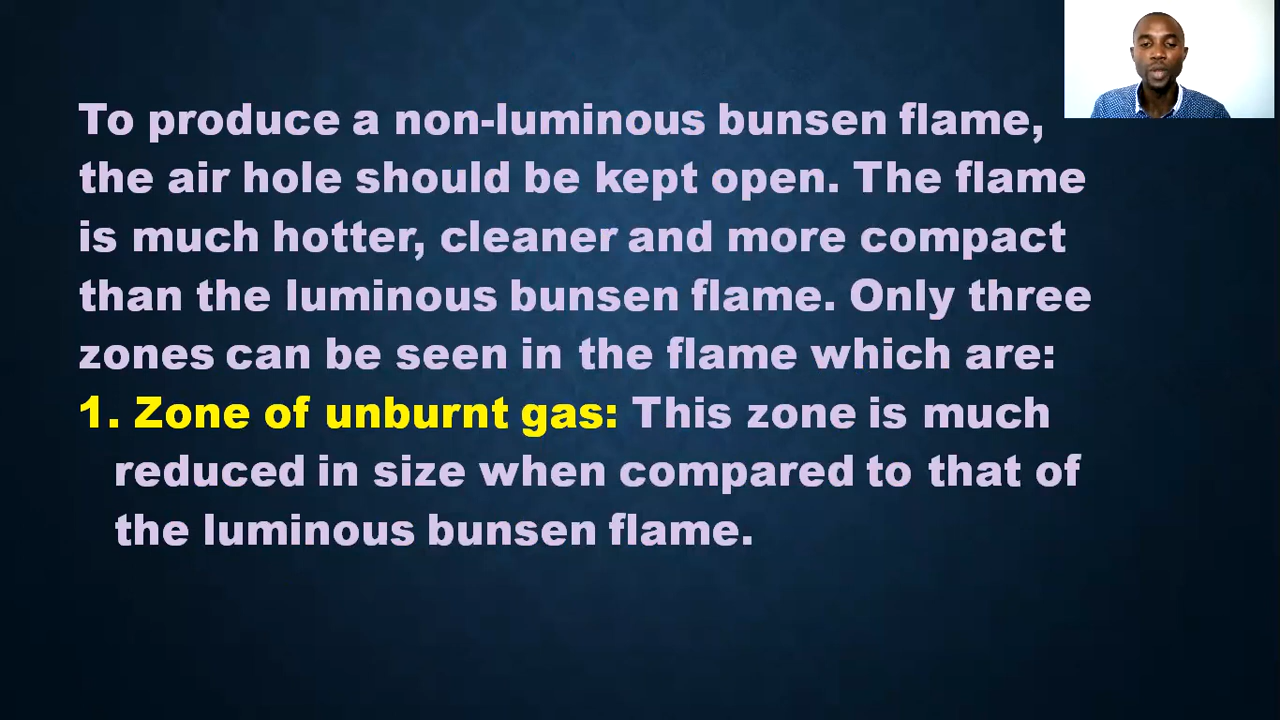 To produce a non-luminous bunsen flame,
the air hole should be kept open. The flame
is much hotter, cleaner and more compact
than the luminous bunsen flame. Only three
zones can be seen in the flame which are:
1. Zone of unburnt gas: This zone is much
reduced in size when compared to that of
the luminous bunsen flame.